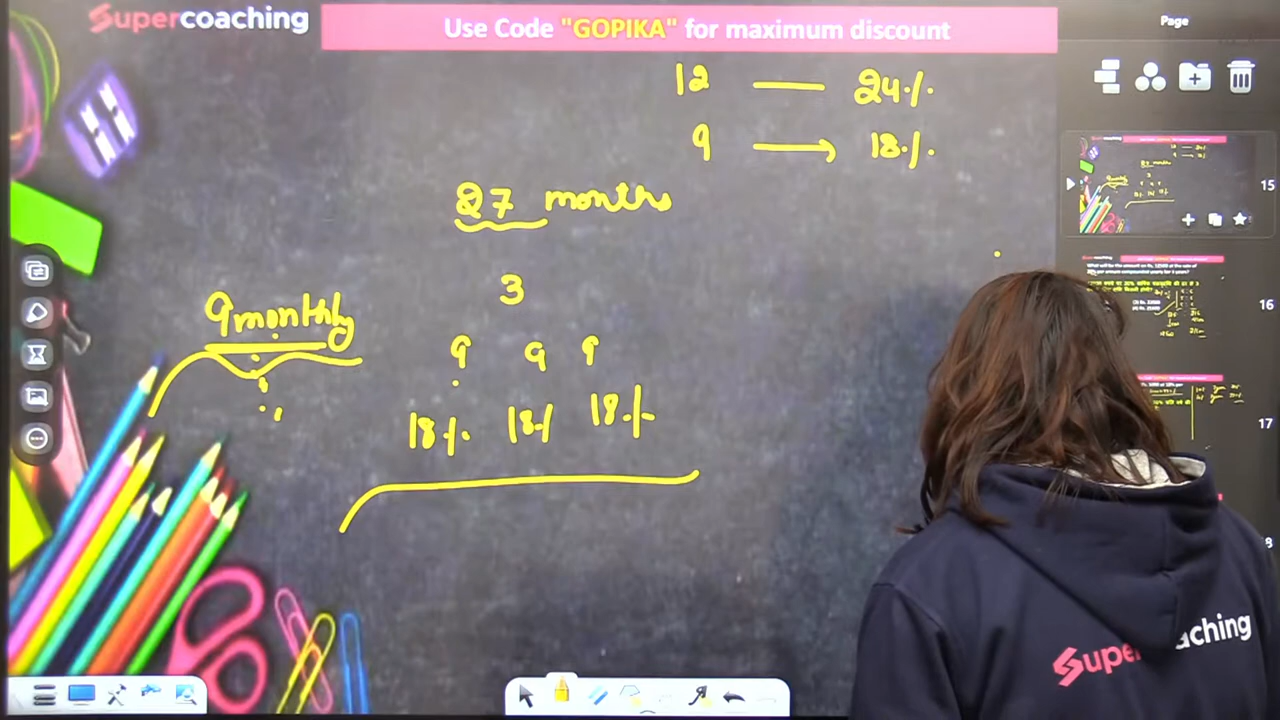 Supercoaching
Use Code "GOPIKA" for maximum discount
Page
12 — 24%
9 → 18%
27 months
3
9monthly
9 9 9
18% 18% 18%
15
16
17
8
Supercoaching